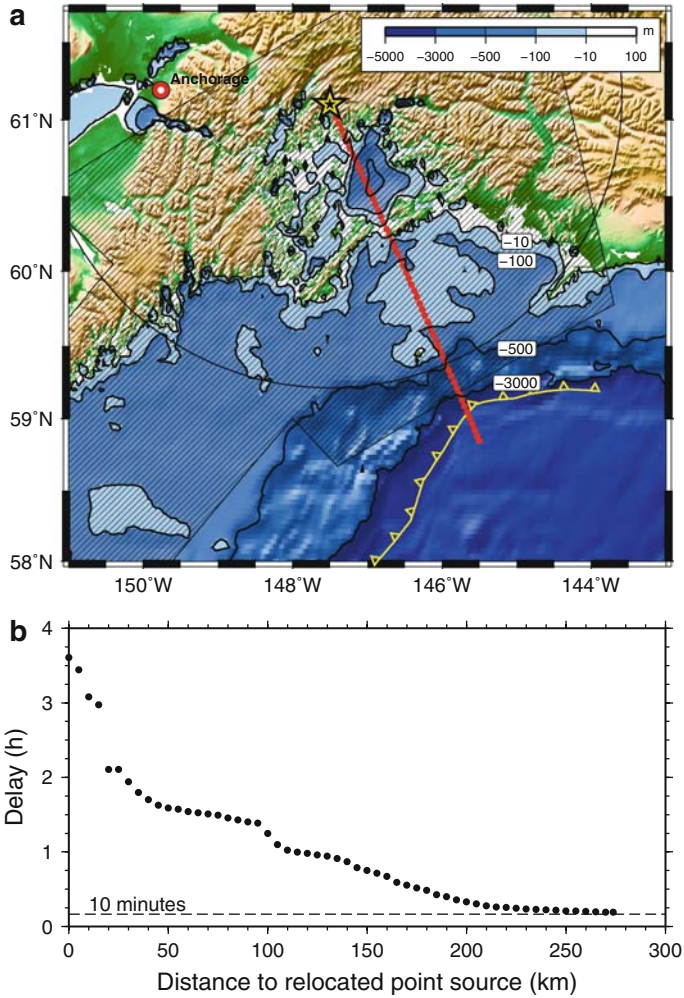 a
m
−5000 −3000 −500 −100 −10 100
Anchorage
61°N
60°N
59°N
58°N
−10
−100
−500
−3000
150°W 148°W 146°W 144°W
b
4
3
2
1
0
Delay (h)
10 minutes
0 50 100 150 200 250 300
Distance to relocated point source (km)